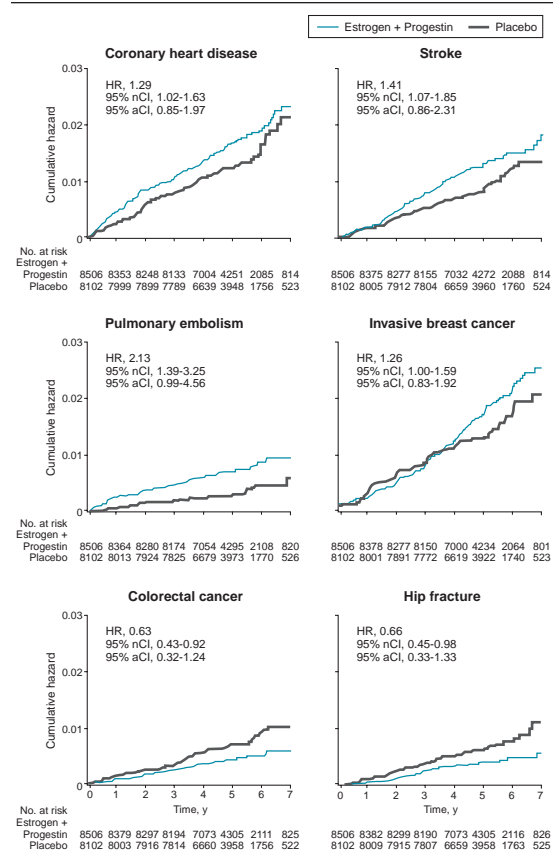 Estrogen + Progestin Placebo
Coronary heart disease
HR, 1.29
95% nCI, 1.02-1.63
95% aCI, 0.85-1.97
0.03
0.02
0.01
0
Cumulative hazard
No. at risk
Estrogen +
Progestin 8506 8353 8248 8133 7004 4251 2085 814
Placebo 8102 7999 7899 7789 6639 3948 1756 523
Stroke
HR, 1.41
95% nCI, 1.07-1.85
95% aCI, 0.86-2.31
8506 8375 8277 8155 7032 4272 2088 814
8102 8005 7912 7804 6659 3960 1760 524
Pulmonary embolism
HR, 2.13
95% nCI, 1.39-3.25
95% aCI, 0.99-4.56
0.03
0.02
0.01
0
Cumulative hazard
No. at risk
Estrogen +
Progestin 8506 8364 8280 8174 7054 4295 2108 820
Placebo 8102 8013 7924 7825 6679 3973 1770 526
Invasive breast cancer
HR, 1.26
95% nCI, 1.00-1.59
95% aCI, 0.83-1.92
8506 8378 8277 8150 7000 4234 2064 801
8102 8001 7891 7772 6619 3922 1740 523
Colorectal cancer
HR, 0.63
95% nCI, 0.43-0.92
95% aCI, 0.32-1.24
0.03
0.02
0.01
0
Cumulative hazard
0 1 2 3 4 5 6 7
Time, y
No. at risk
Estrogen +
Progestin 8506 8379 8297 8194 7073 4305 2111 825
Placebo 8102 8003 7916 7814 6660 3958 1756 522
Hip fracture
HR, 0.66
95% nCI, 0.45-0.98
95% aCI, 0.33-1.33
0 1 2 3 4 5 6 7
Time, y
8506 8382 8299 8190 7073 4305 2116 826
8102 8009 7915 7807 6659 3958 1763 525